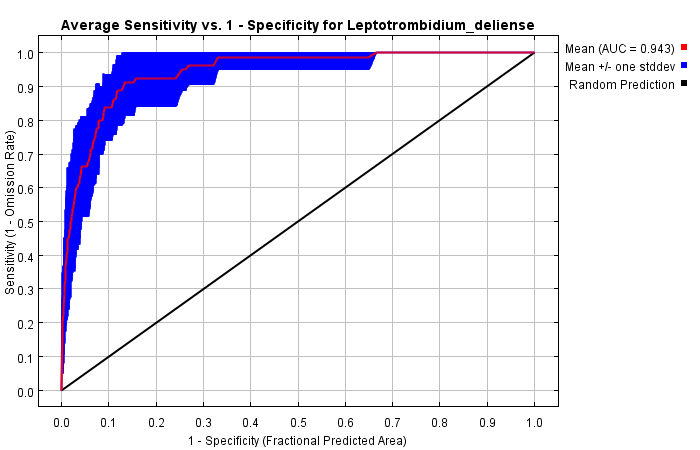 Average Sensitivity vs. 1 - Specificity for Leptotrombidium_deliense
Mean (AUC = 0.943)
Mean +/- one stddev
Random Prediction
Sensitivity (1 - Omission Rate)
1.0
0.9
0.8
0.7
0.6
0.5
0.4
0.3
0.2
0.1
0.0
0.0 0.1 0.2 0.3 0.4 0.5 0.6 0.7 0.8 0.9 1.0
1 - Specificity (Fractional Predicted Area)